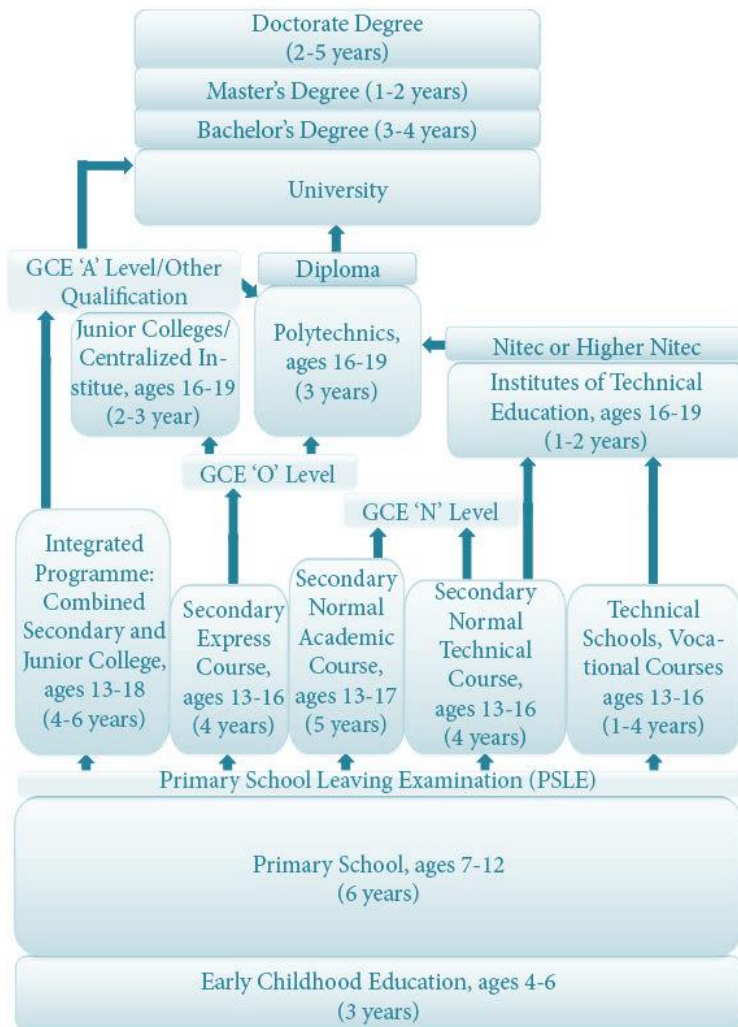 Doctorate Degree
(2-5 years)
Master's Degree (1-2 years)
Bachelor's Degree (3-4 years)
University
GCE 'A' Level/Other
Qualification
Diploma
Junior Colleges/
Centralized In-
stitue, ages 16-19
(2-3 year)
Polytechnics,
ages 16-19
(3 years)
Nitec or Higher Nitec
Institutes of Technical
Education, ages 16-19
(1-2 years)
GCE 'O' Level
GCE 'N' Level
Integrated
Programme:
Combined
Secondary and
Junior College,
ages 13-18
(4-6 years)
Secondary
Express
Course,
ages 13-16
(4 years)
Secondary
Normal
Academic
Course,
ages 13-17
(5 years)
Secondary
Normal
Technical
Course,
ages 13-16
(4 years)
Technical
Schools, Voca-
tional Courses
ages 13-16
(1-4 years)
Primary School Leaving Examination (PSLE)
Primary School, ages 7-12
(6 years)
Early Childhood Education, ages 4-6
(3 years)